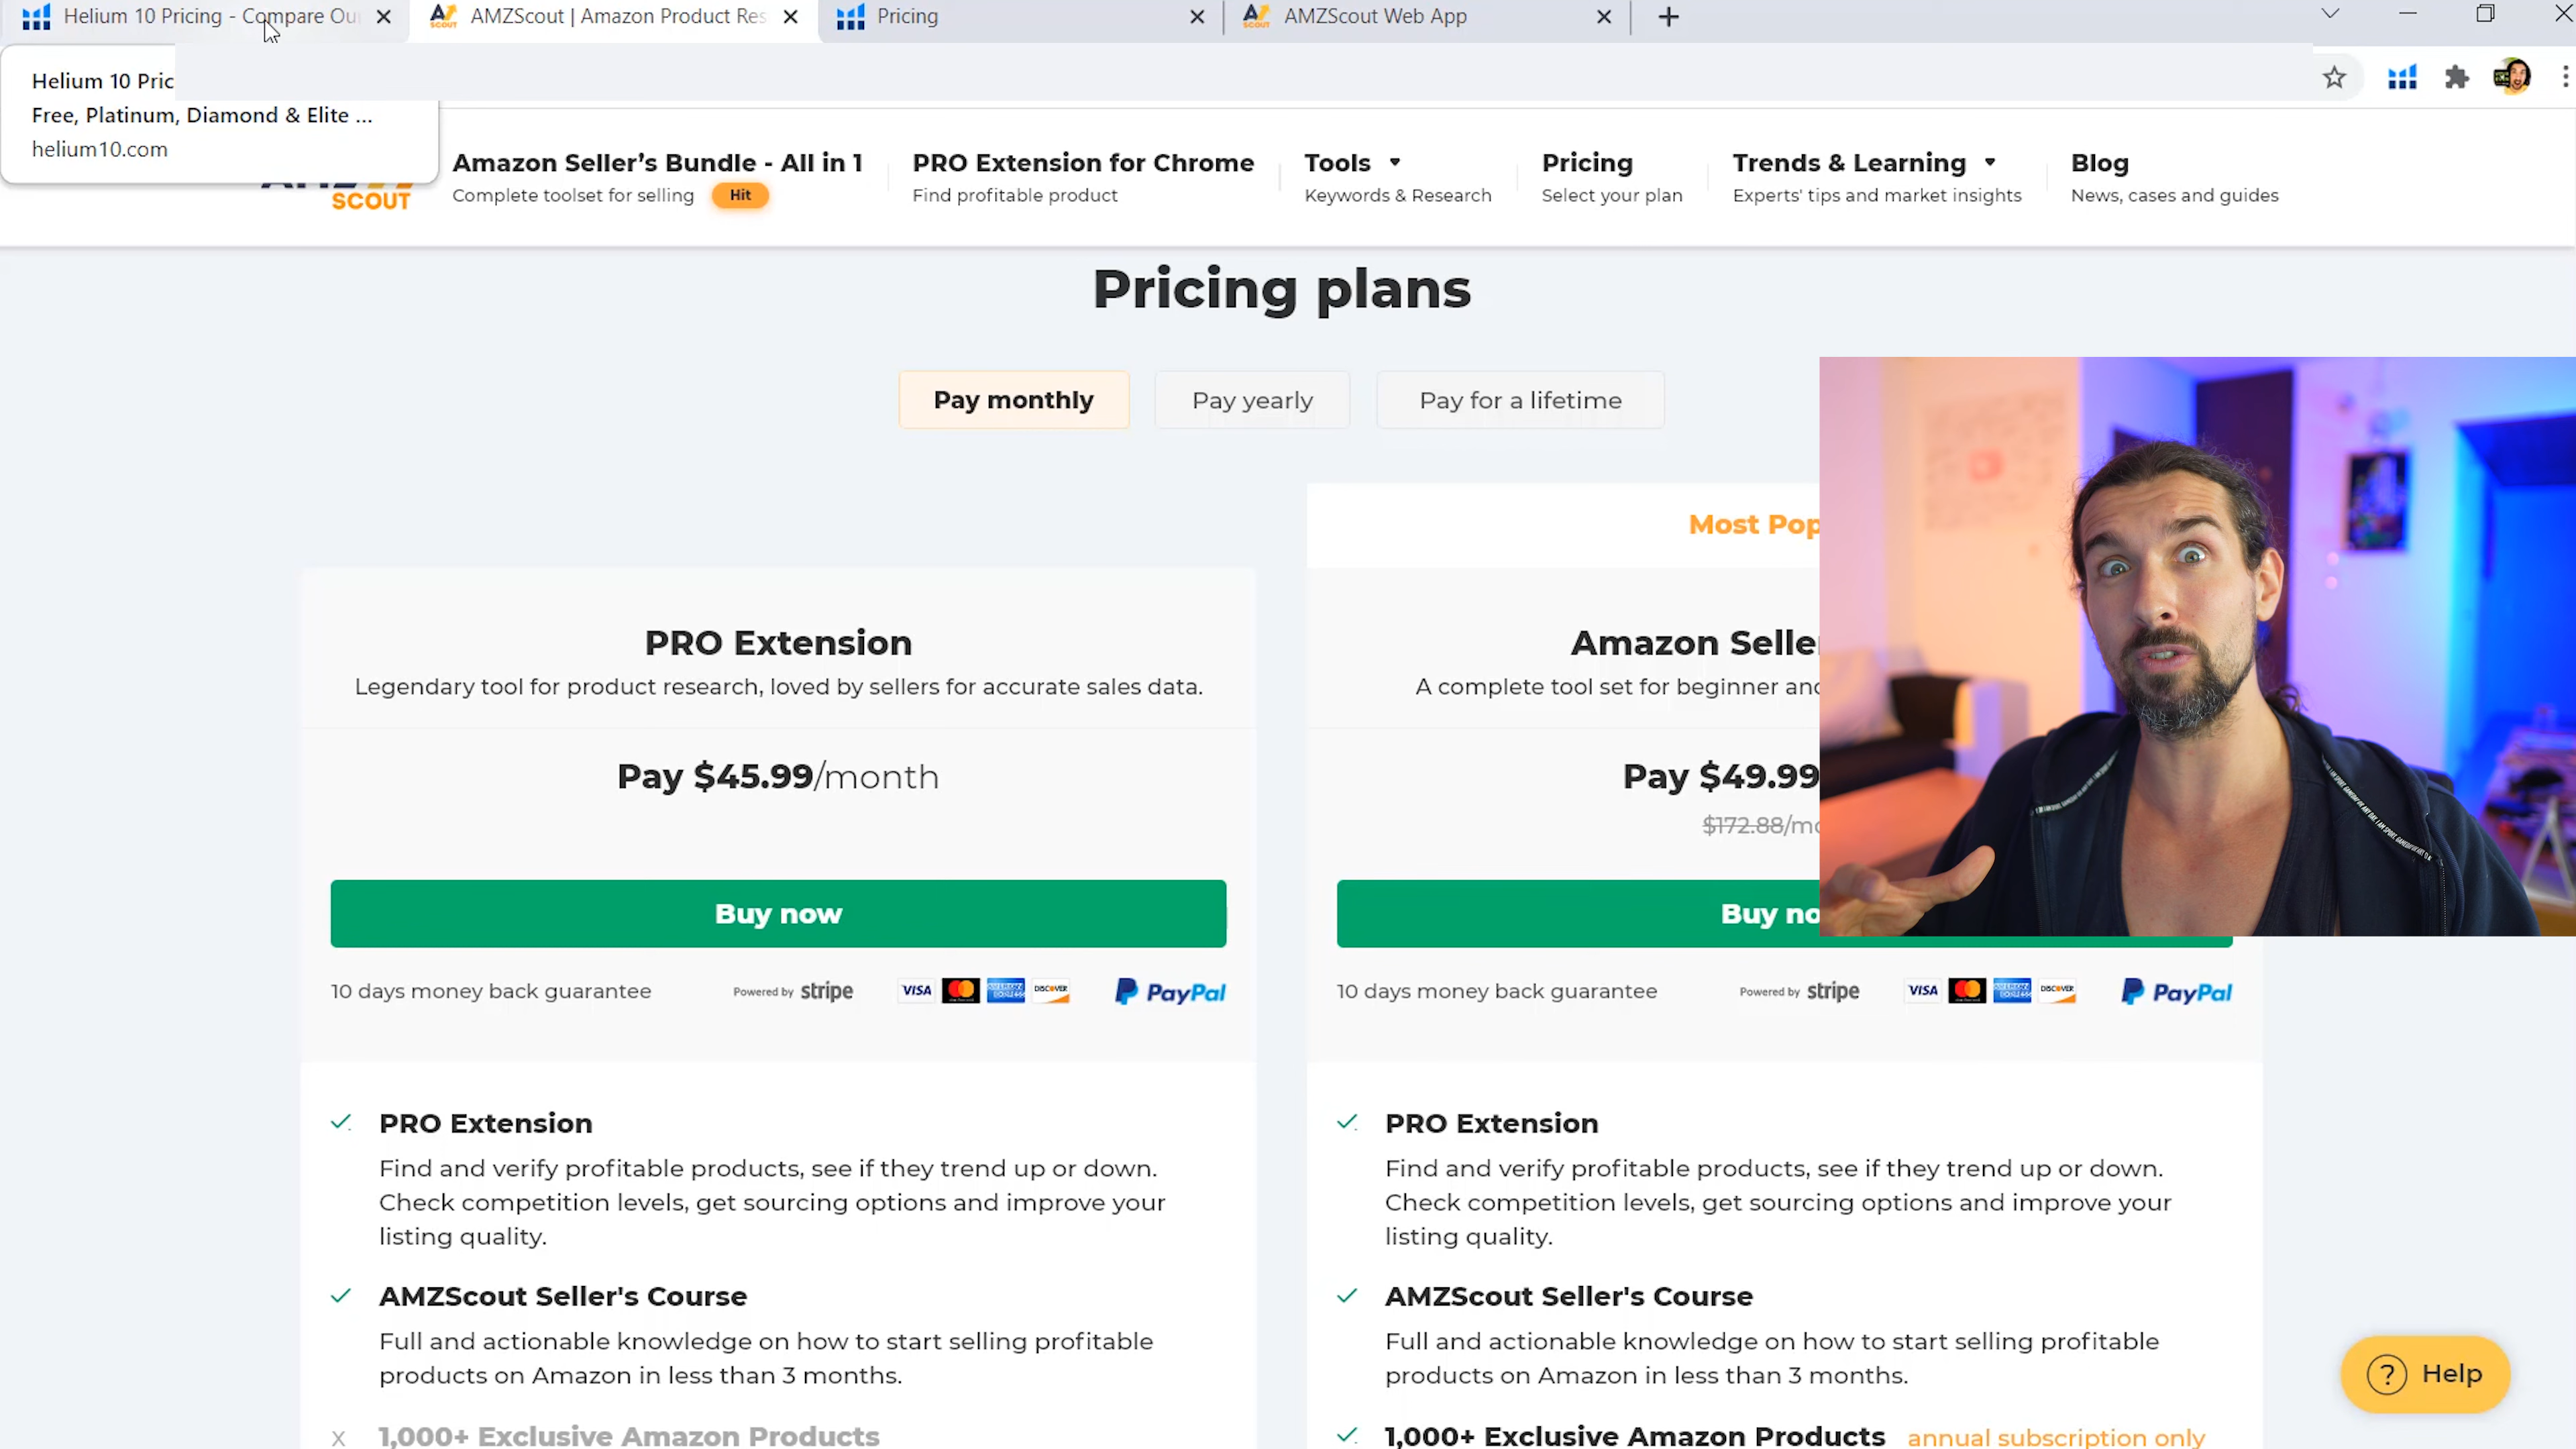 Helium 10 Pricing - Compare Ou
AMZScout | Amazon Product Res
Pricing
AMZScout Web App
Helium 10 Pric
Free, Platinum, Diamond & Elite ...
helium10.com
SCOUT
Amazon Seller's Bundle - All in 1
Complete toolset for selling Hit
PRO Extension for Chrome
Find profitable product
Tools
Keywords & Research
Pricing
Select your plan
Trends & Learning
Experts' tips and market insights
Blog
News, cases and guides
Pricing plans
Pay monthly
Pay yearly
Pay for a lifetime
Most Pop
PRO Extension
Legendary tool for product research, loved by sellers for accurate sales data.
Pay $45.99/month
Buy now
10 days money back guarantee
Powered by stripe
VISA
DISCOVER
PayPal
PRO Extension
Find and verify profitable products, see if they trend up or down.
Check competition levels, get sourcing options and improve your
listing quality.
AMZScout Seller's Course
Full and actionable knowledge on how to start selling profitable
products on Amazon in less than 3 months.
x 1,000+ Exclusive Amazon Products
Amazon Selle
A complete tool set for beginner and
Pay $49.99
$172.88/mo
Buy no
10 days money back guarantee
Powered by stripe
VISA
DISCOVER
PayPal
PRO Extension
Find and verify profitable products, see if they trend up or down.
Check competition levels, get sourcing options and improve your
listing quality.
AMZScout Seller's Course
Full and actionable knowledge on how to start selling profitable
products on Amazon in less than 3 months.
1,000+ Exclusive Amazon Products annual subscription only
? Help